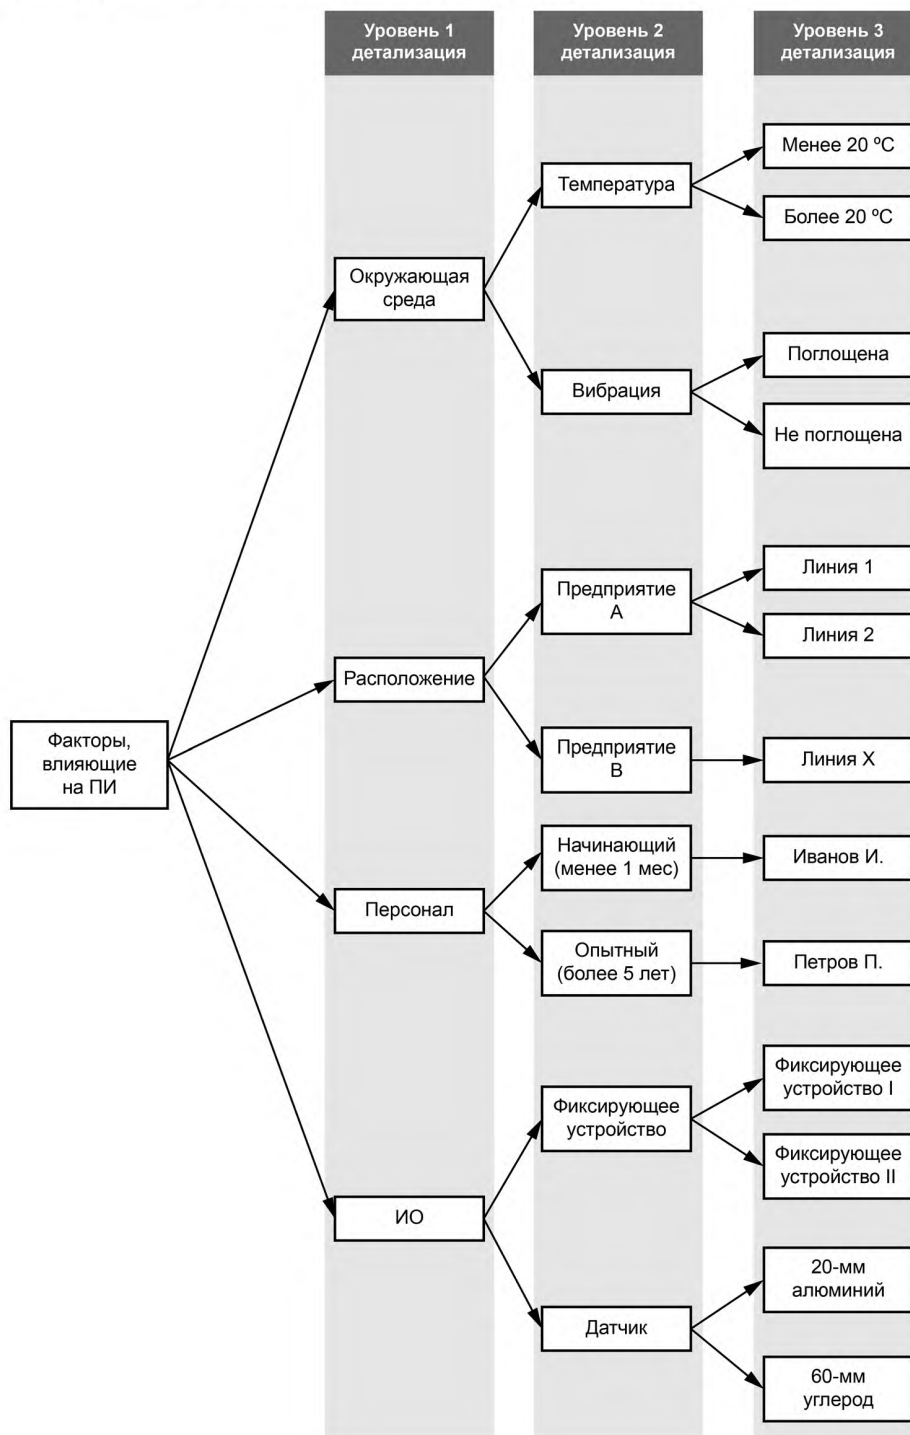 Уровень 1
детализация
Уровень 2
детализация
Уровень 3
детализация
Менее 20 ºС
Температура
Более 20 ºС
Окружающая
среда
Поглощена
Вибрация
Не поглощена
Линия 1
Предприятие
А
Линия 2
Расположение
Факторы,
влияющие
на ПИ
Предприятие
В
Линия Х
Начинающий
(менее 1 мес)
Иванов И.
Персонал
Опытный
(более 5 лет)
Петров П.
Фиксирующее
устройство I
Фиксирующее
устройство
Фиксирующее
устройство II
ИО
20-мм
алюминий
Датчик
60-мм
углерод